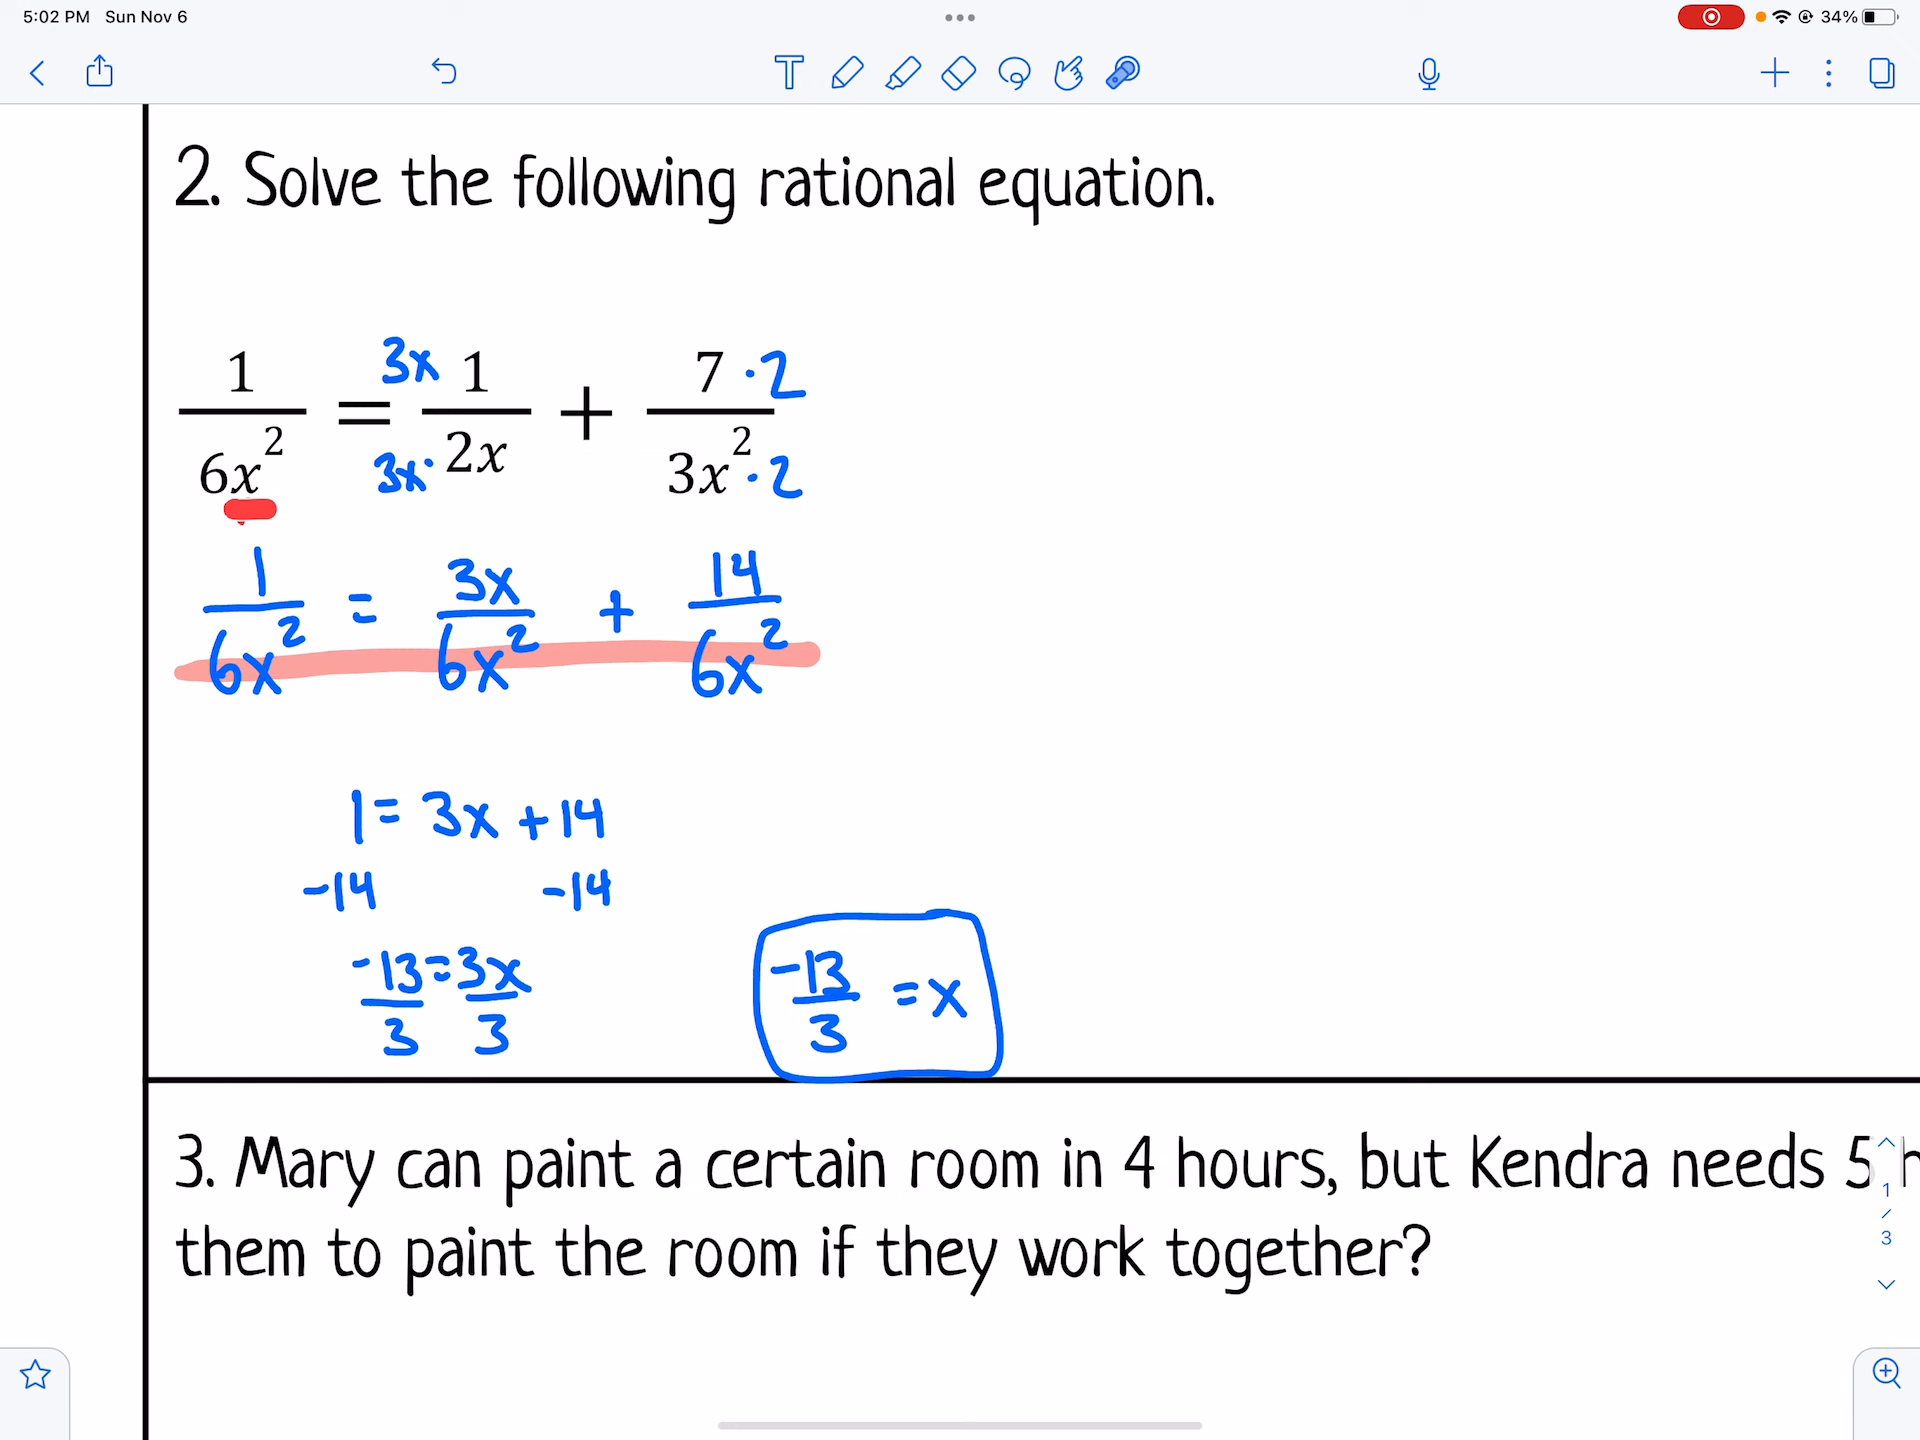 5:02 PM Sun Nov 6
34%
2. Solve the following rational equation.
1/6x² = 3x 1/3x· 2x + 7 ·2/3x² ·2
1/6x² = 3x/6x² + 14/6x²
1 = 3x + 14
-14 -14
-13/3 = 3x/3
-13/3 = x
3. Mary can paint a certain room in 4 hours, but Kendra needs 5 h
them to paint the room if they work together?
1
/
3